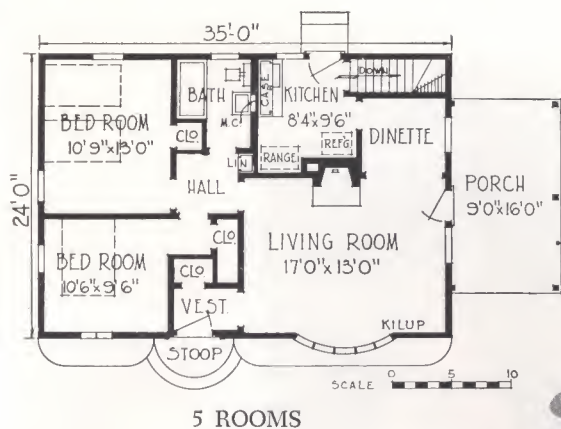 35'-0"
24'0"
BED ROOM
10'9"x13'0"
CLO.
BATH
M.C.
LIN
CASE
KITCHEN
8'4"x9'6"
RANGE
REFG
DOWN
DINETTE
HALL
PORCH
9'0"x16'0"
LIVING ROOM
17'0"x13'0"
BED ROOM
10'6"x9'6"
CLO.
CLO
VEST.
STOOP
KILUP
SCALE 0 5 10
5 ROOMS